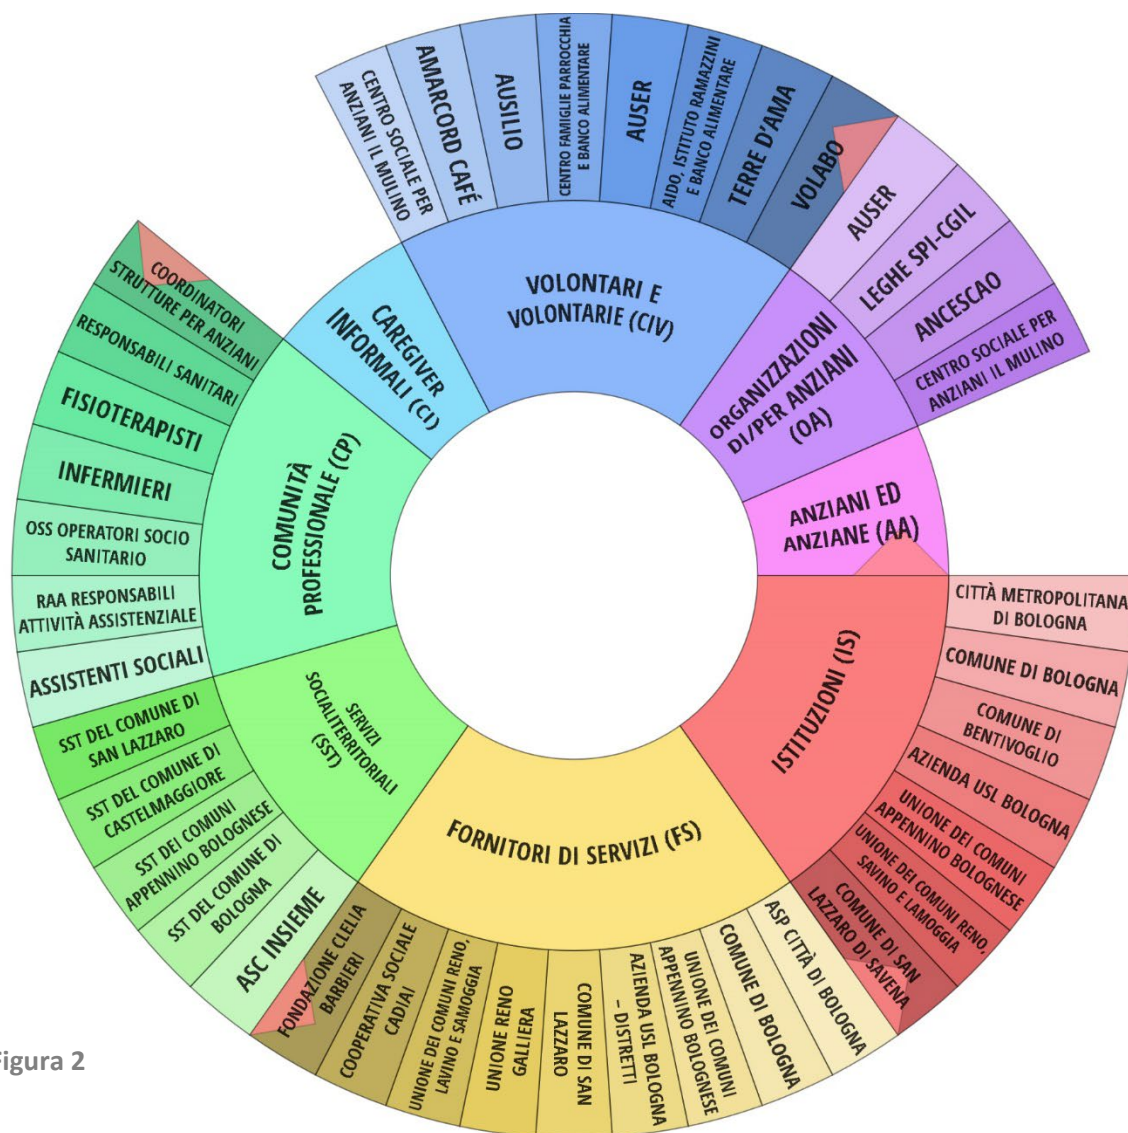 CENTRO SOCIALE PER
ANZIANI IL MULINO
AMARCORD CAFÉ
AUSILIO
CENTRO FAMIGLIE PARROCCHIA
E BANCO ALIMENTARE
AUSER
AIDO, ISTITUTO RAMAZZINI
E BANCO ALIMENTARE
TERRE D'AMA
VOLABO
AUSER
LEGHE SPI-CGIL
ANCESCAO
CENTRO SOCIALE PER
ANZIANI IL MULINO
VOLONTARI E
VOLONTARIE (CIV)
ORGANIZZAZIONI
DI/PER ANZIANI
(OA)
ANZIANI ED
ANZIANE (AA)
ISTITUZIONI (IS)
CITTÀ METROPOLITANA
DI BOLOGNA
COMUNE DI BOLOGNA
COMUNE DI
BENTIVOGLIO
AZIENDA USL BOLOGNA
UNIONE DEI COMUNI
APPENNINO BOLOGNESE
UNIONE DEI COMUNI RENO,
SAVINO E LAMOGGIA
COMUNE DI SAN
LAZZARO DI SAVENA
FORNITORI DI SERVIZI (FS)
ASP CITTÀ DI BOLOGNA
COMUNE DI BOLOGNA
UNIONE DEI COMUNI
APPENNINO BOLOGNESE
AZIENDA USL BOLOGNA
– DISTRETTI
COMUNE DI SAN
LAZZARO
UNIONE RENO
GALLIERA
UNIONE DEI COMUNI RENO,
LAVINO E SAMOGGIA
COOPERATIVA SOCIALE
CADIAI
FONDAZIONE CLELIA
BARBIERI
SERVIZI
SOCIALITERRITORIALI
(SST)
ASC INSIEME
SST DEL COMUNE DI
BOLOGNA
SST DEI COMUNI
APPENNINO BOLOGNESE
SST DEL COMUNE DI
CASTELMAGGIORE
SST DEL COMUNE DI
SAN LAZZARO
COMUNITÀ
PROFESSIONALE (CP)
ASSISTENTI SOCIALI
RAA RESPONSABILI
ATTIVITÀ ASSISTENZIALE
OSS OPERATORI SOCIO
SANITARIO
INFERMIERI
FISIOTERAPISTI
RESPONSABILI SANITARI
COORDINATORI
STRUTTURE PER ANZIANI
CAREGIVER
INFORMALI (CI)
Figura 2